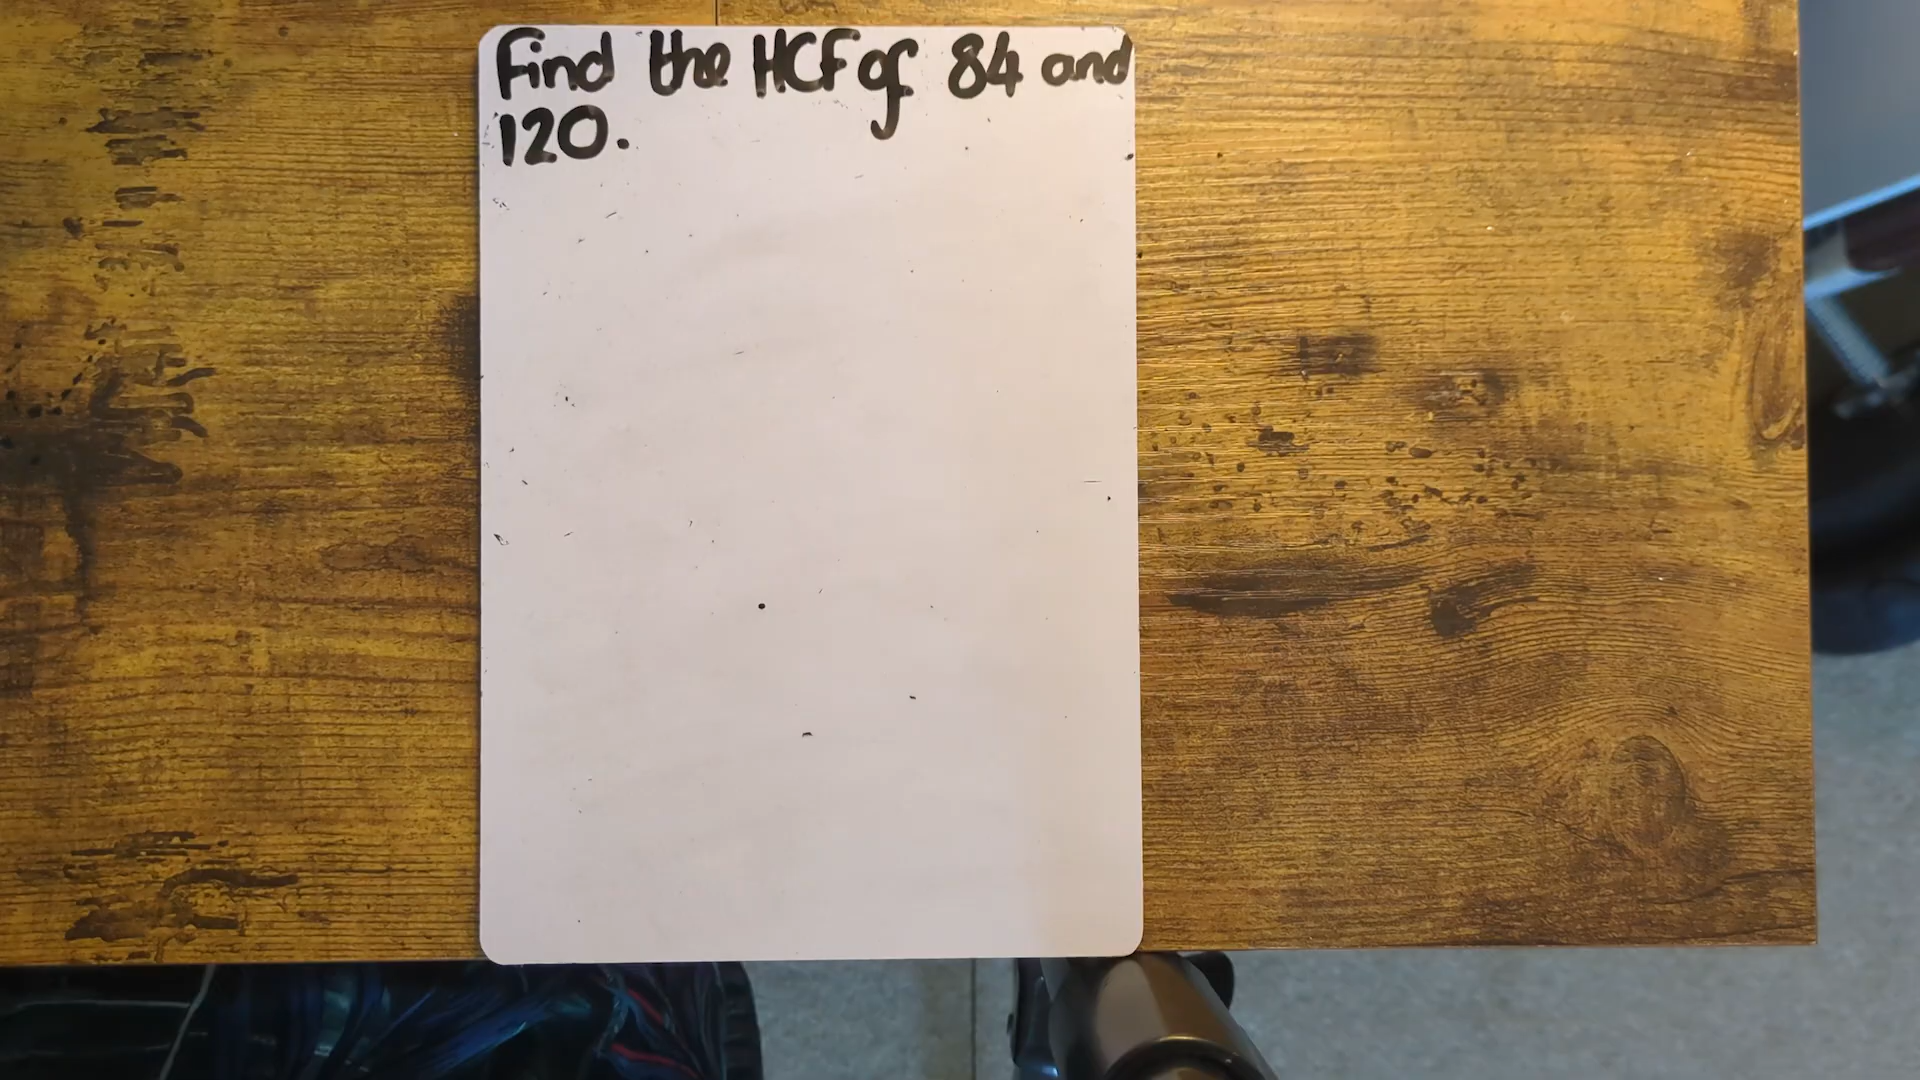 Find the HCF of 84 and
120.